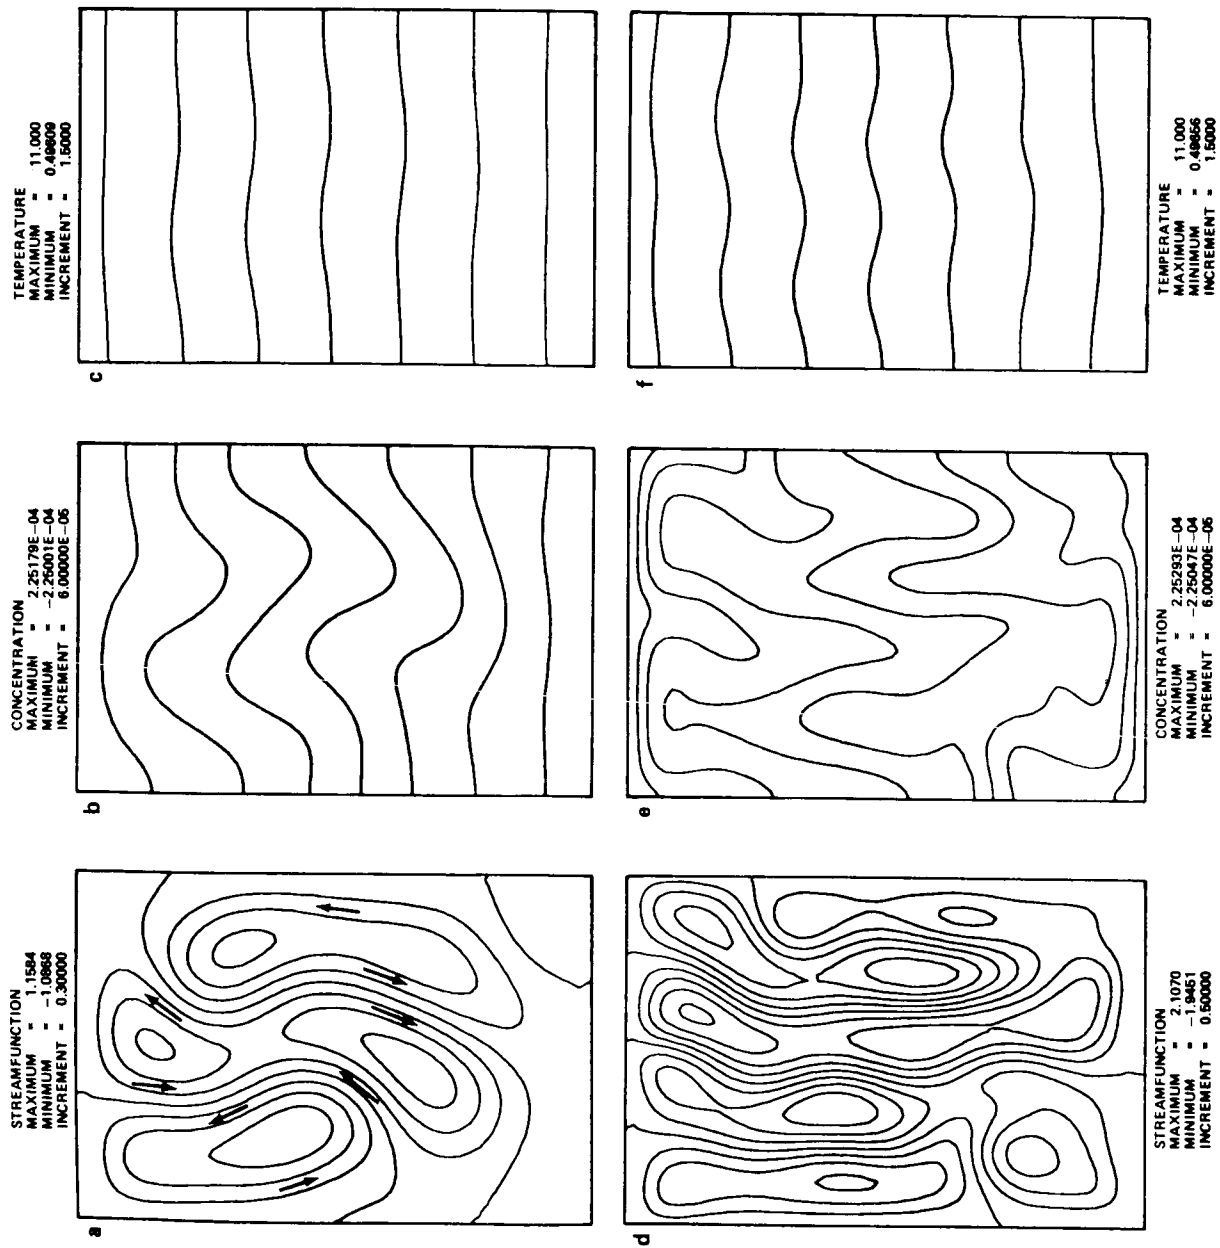 a
STREAMFUNCTION
MAXIMUM = 1.1584
MINIMUM = -1.0868
INCREMENT = 0.30000
b
CONCENTRATION
MAXIMUM = 2.25179E-04
MINIMUM = -2.25001E-04
INCREMENT = 6.00000E-05
c
TEMPERATURE
MAXIMUM = 11.000
MINIMUM = 0.49809
INCREMENT = 1.5000
d
STREAMFUNCTION
MAXIMUM = 2.1070
MINIMUM = -1.9451
INCREMENT = 0.50000
e
CONCENTRATION
MAXIMUM = 2.25293E-04
MINIMUM = -2.25047E-04
INCREMENT = 6.00000E-05
f
TEMPERATURE
MAXIMUM = 11.000
MINIMUM = 0.49856
INCREMENT = 1.5000